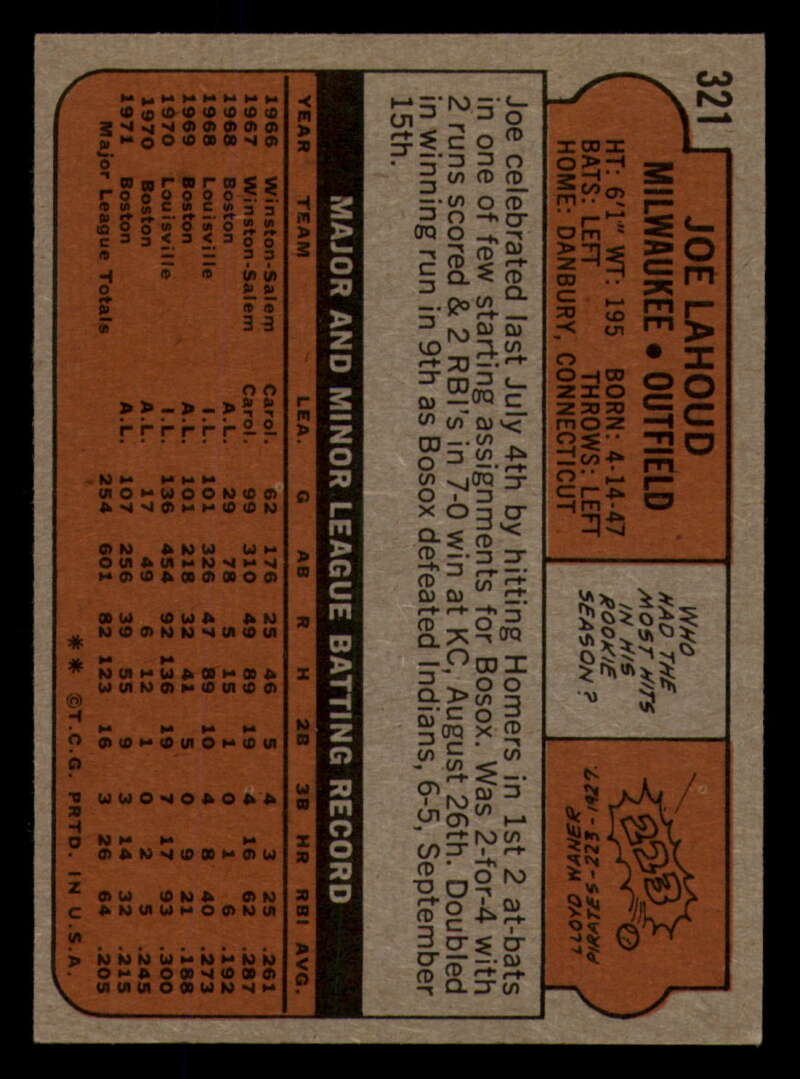 321
JOE LAHOUD
MILWAUKEE • OUTFIELD
HT: 6'1" WT: 195 BORN: 4-14-47
BATS: LEFT THROWS: LEFT
HOME: DANBURY, CONNECTICUT
WHO
HAD THE
MOST HITS
IN HIS
ROOKIE
SEASON?
223
LLOYD WANER
PIRATES-223-1927.
Joe celebrated last July 4th by hitting Homers in 1st 2 at-bats
in one of few starting assignments for Bosox. Was 2-for-4 with
2 runs scored & 2 RBI's in 7-0 win at KC, August 26th. Doubled
in winning run in 9th as Bosox defeated Indians, 6-5, September
15th.
MAJOR AND MINOR LEAGUE BATTING RECORD
YEAR TEAM LEA. G AB R H 2B 3B HR RBI AVG.
1966 Winston-Salem Carol. 62 176 25 46 5 4 3 25 .261
1967 Winston-Salem Carol. 99 310 49 89 19 4 16 62 .287
1968 Boston A.L. 29 78 5 15 1 0 1 6 .192
1968 Louisville I.L. 101 326 47 89 10 4 8 40 .273
1969 Boston A.L. 101 218 32 41 5 0 9 21 .188
1970 Louisville I.L. 136 454 92 136 19 7 17 93 .300
1970 Boston A.L. 17 49 6 12 1 0 2 5 .245
1971 Boston A.L. 107 256 39 55 9 3 14 32 .215
Major League Totals 254 601 82 123 16 3 26 64 .205
** ©T.C.G. PRTD. IN U.S.A.